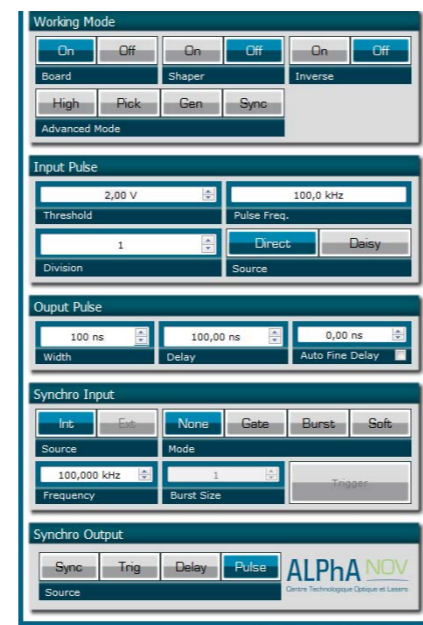 Working Mode
On Off On Off On Off
Board Shaper Inverse
High Pick Gen Sync
Advanced Mode
Input Pulse
2,00 V 100,0 kHz
Threshold Pulse Freq.
1 Direct Daisy
Division Source
Ouput Pulse
100 ns 100,00 ns 0,00 ns
Width Delay Auto Fine Delay
Synchro Input
Int Ext None Gate Burst Soft
Source Mode
100,000 kHz 1 Trigger
Frequency Burst Size
Synchro Output
Sync Trig Delay Pulse ALPhANOV
Source Centre Technologique Optique et Lasers